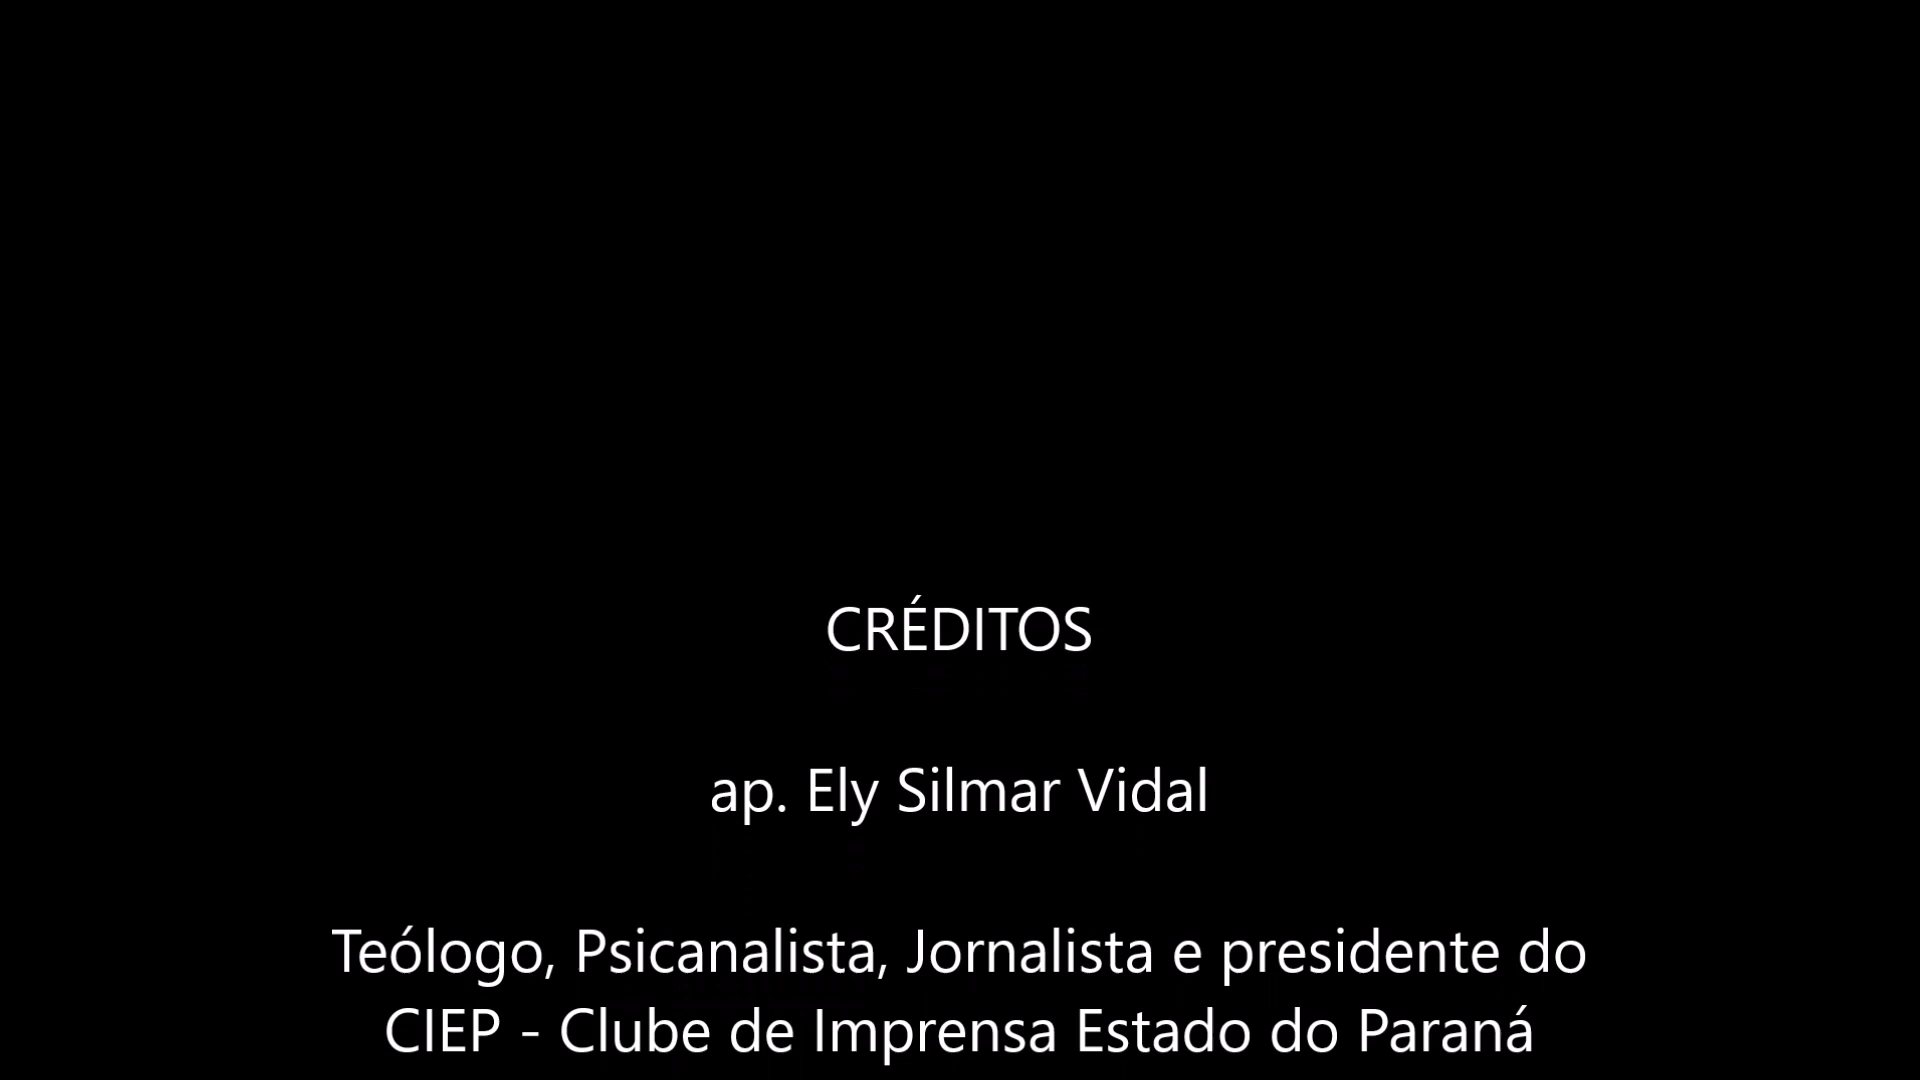 CRÉDITOS
ap. Ely Silmar Vidal
Teólogo, Psicanalista, Jornalista e presidente do
CIEP - Clube de Imprensa Estado do Paraná